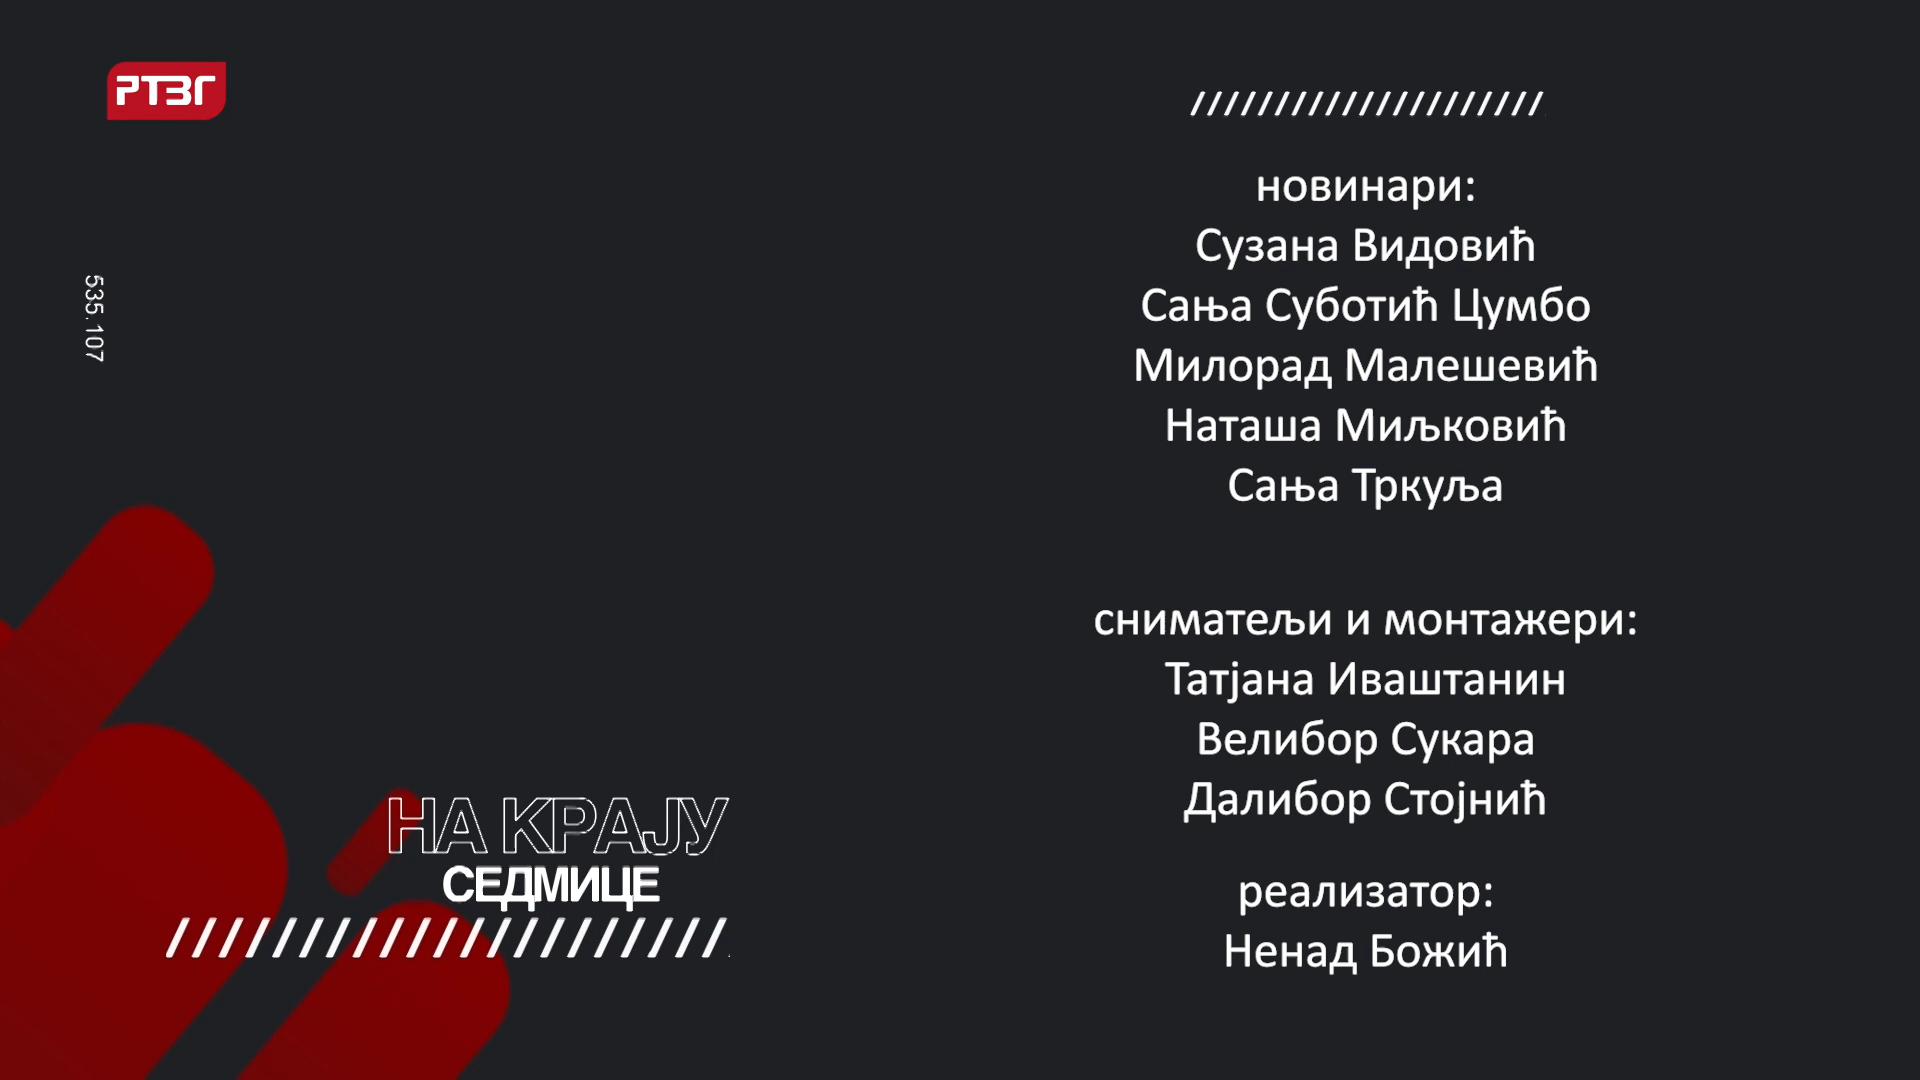 РТВГ
535.107
новинари:
Сузана Видовић
Сања Суботић Цумбо
Милорад Малешевић
Наташа Миљковић
Сања Тркуља
сниматељи и монтажери:
Татјана Иваштанин
Велибор Сукара
Далибор Стојнић
реализатор:
Ненад Божић
НА КРАЈУ
СЕДМИЦЕ